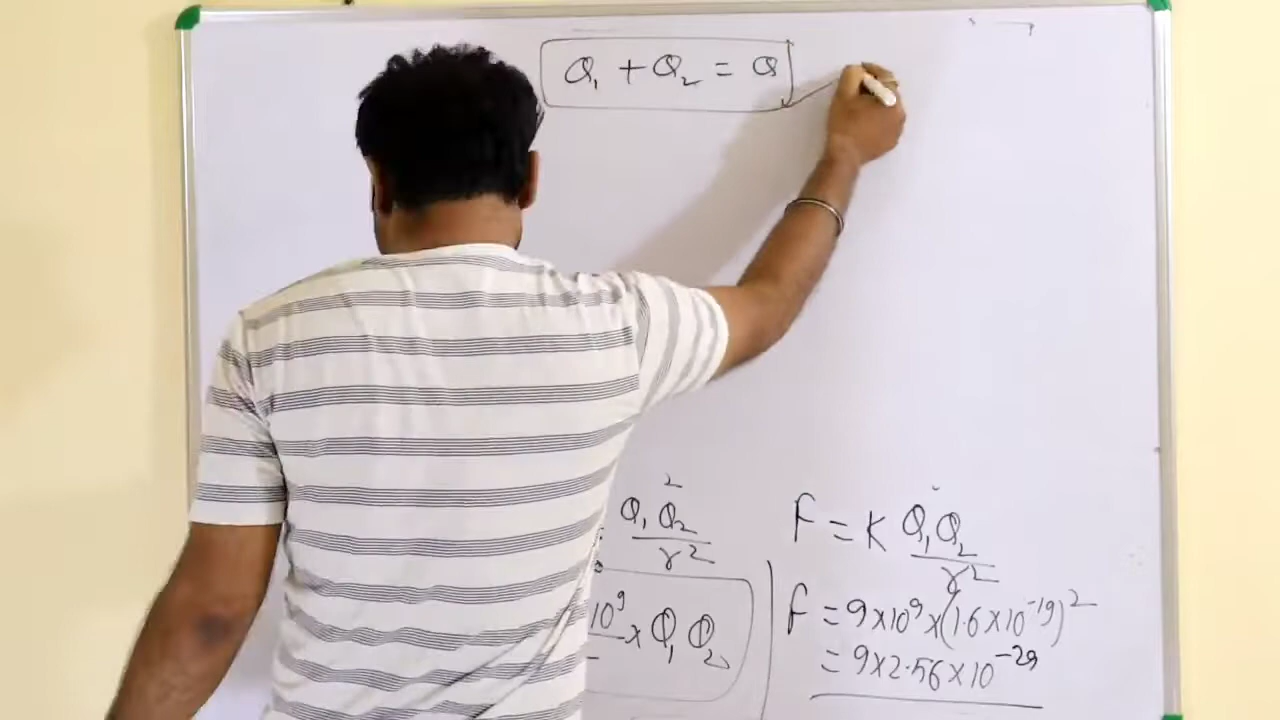 Q₁ + Q₂ = Q
Q₁ Q₂ / r²
10⁹ × Q₁ Q₂
F = K Q₁Q₂ / r²
F = 9×10⁹×(1.6×10⁻¹⁹)²
= 9×2.56×10⁻²⁹